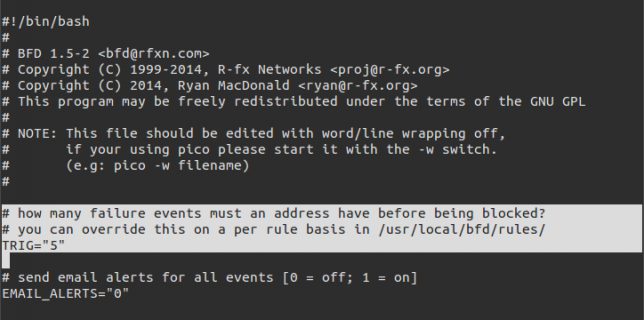 #!/bin/bash
#
# BFD 1.5-2 <bfd@rfxn.com>
# Copyright (C) 1999-2014, R-fx Networks <proj@r-fx.org>
# Copyright (C) 2014, Ryan MacDonald <ryan@r-fx.org>
# This program may be freely redistributed under the terms of the GNU GPL
#
# NOTE: This file should be edited with word/line wrapping off,
#       if your using pico please start it with the -w switch.
#       (e.g: pico -w filename)
#
# how many failure events must an address have before being blocked?
# you can override this on a per rule basis in /usr/local/bfd/rules/
TRIG="5"
# send email alerts for all events [0 = off; 1 = on]
EMAIL_ALERTS="0"